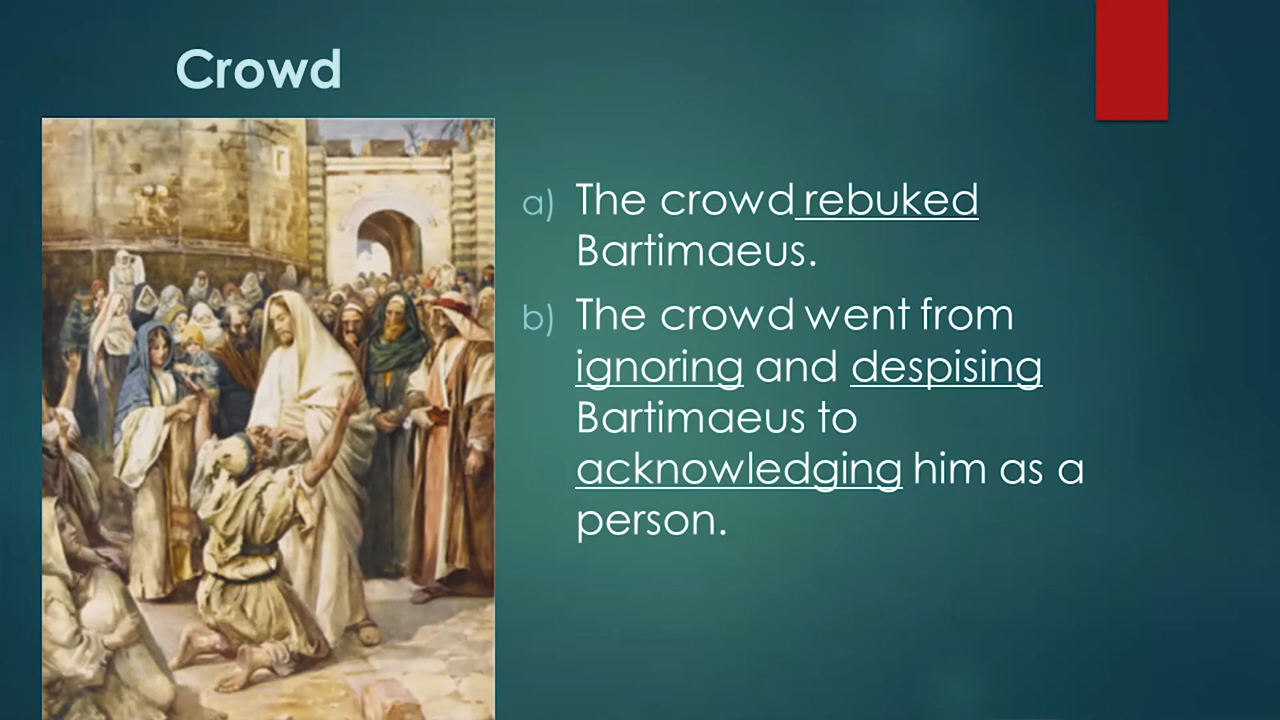 Crowd
a) The crowd rebuked
Bartimaeus.
b) The crowd went from
ignoring and despising
Bartimaeus to
acknowledging him as a
person.